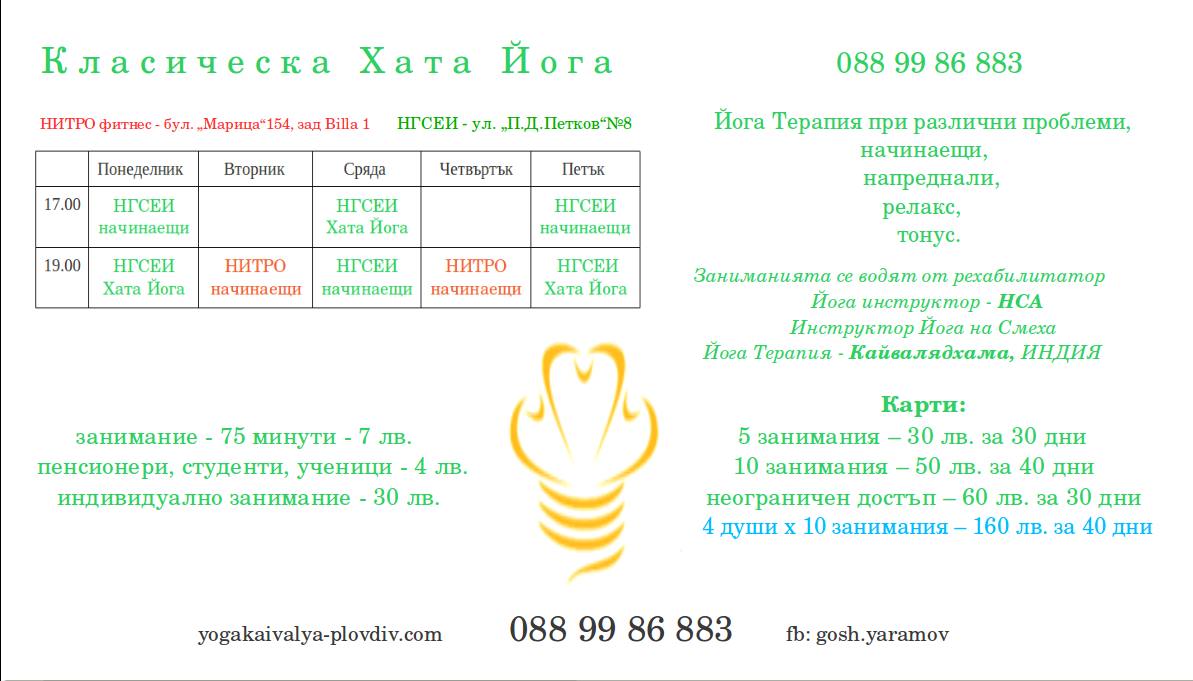 Класическа Хата Йога
088 99 86 883
НИТРО фитнес - бул. „Марица“154, зад Billa 1
НГСЕИ - ул. „П.Д.Петков“№8
Понеделник Вторник Сряда Четвъртък Петък
17.00 НГСЕИ НГСЕИ НГСЕИ
начинаещи Хата Йога начинаещи
19.00 НГСЕИ НИТРО НГСЕИ НИТРО НГСЕИ
Хата Йога начинаещи начинаещи начинаещи Хата Йога
Йога Терапия при различни проблеми,
начинаещи,
напреднали,
релакс,
тонус.
Заниманията се водят от рехабилитатор
Йога инструктор - НСА
Инструктор Йога на Смеха
Йога Терапия - Кайвалядхама, ИНДИЯ
занимание - 75 минути - 7 лв.
пенсионери, студенти, ученици - 4 лв.
индивидуално занимание - 30 лв.
Карти:
5 занимания – 30 лв. за 30 дни
10 занимания – 50 лв. за 40 дни
неограничен достъп – 60 лв. за 30 дни
4 души х 10 занимания – 160 лв. за 40 дни
yogakaivalya-plovdiv.com
088 99 86 883
fb: gosh.yaramov